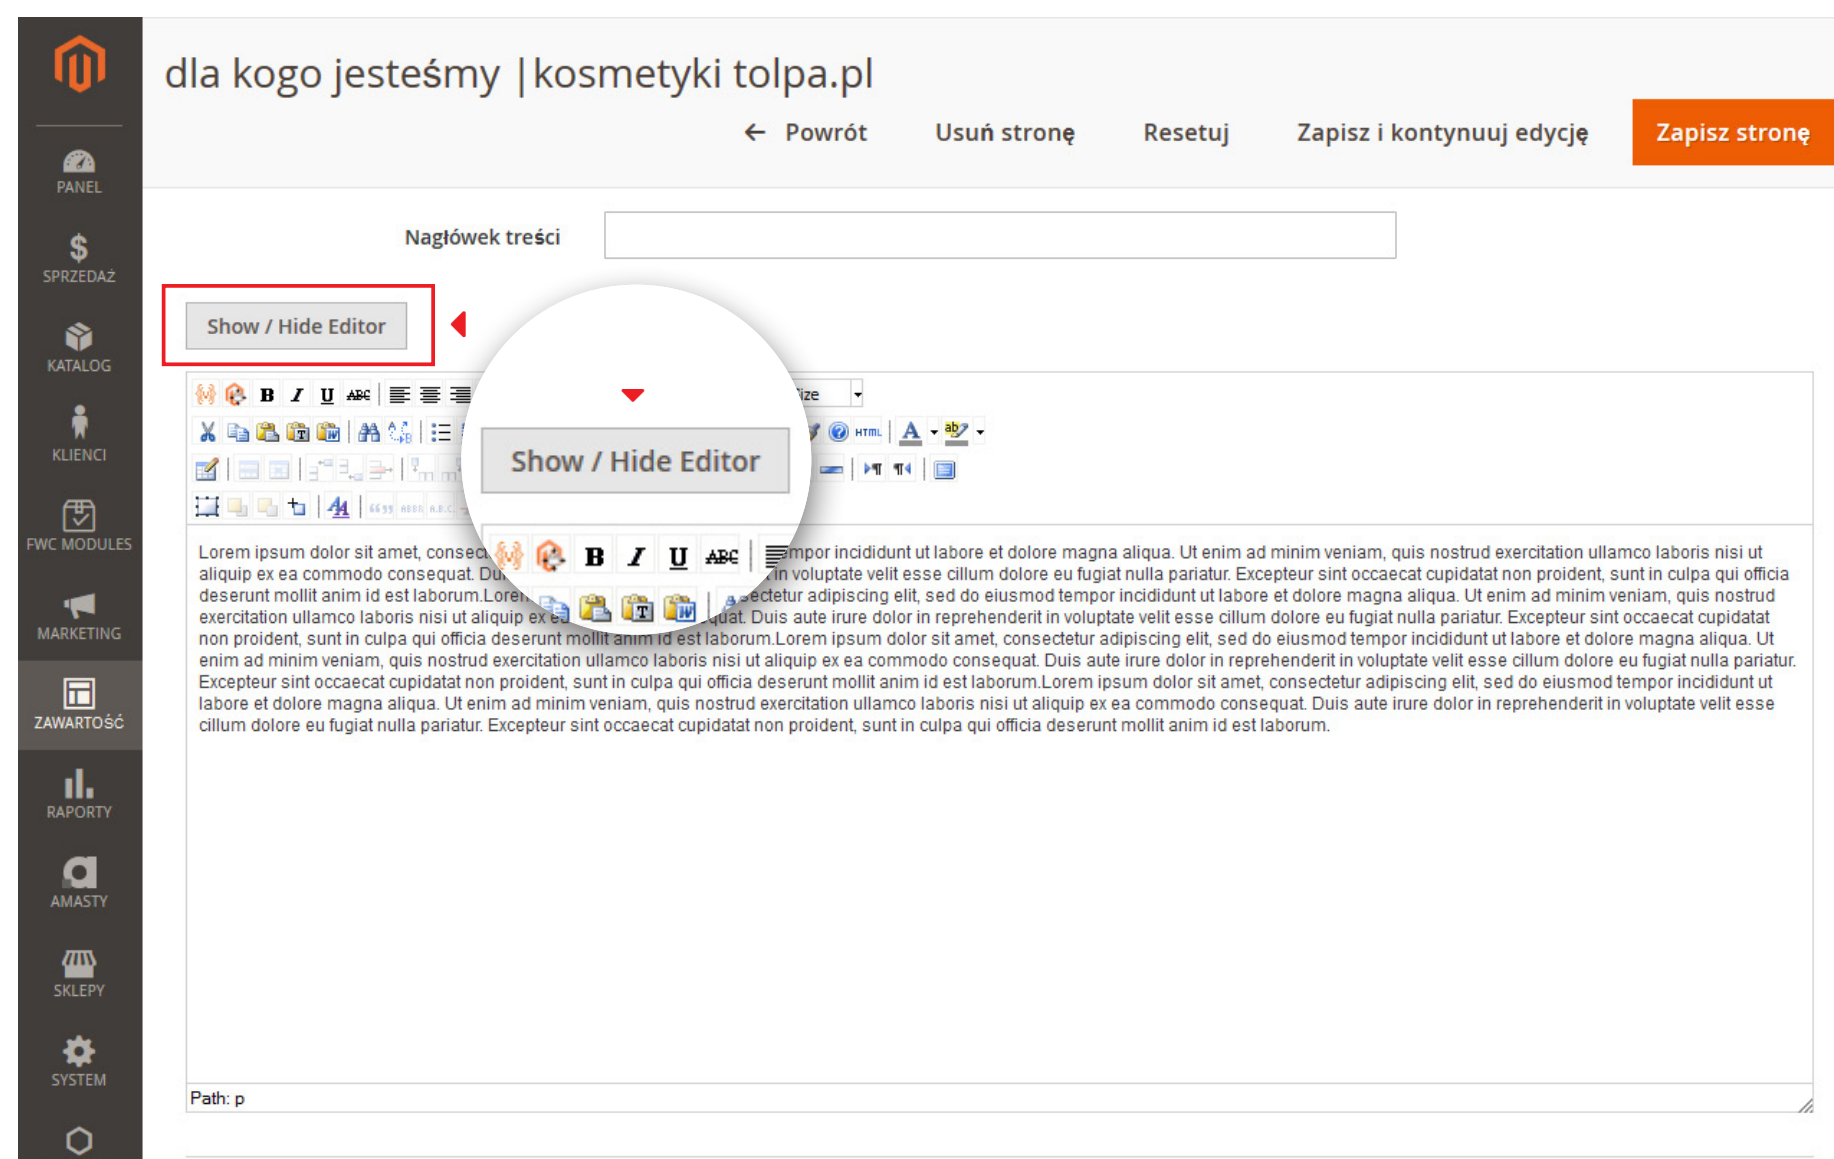 dla kogo jesteśmy |kosmetyki tolpa.pl
← Powrót
Usuń stronę
Resetuj
Zapisz i kontynuuj edycję
Zapisz stronę
PANEL
SPRZEDAŻ
KATALOG
KLIENCI
FWC MODULES
MARKETING
ZAWARTOŚĆ
RAPORTY
AMASTY
SKLEPY
SYSTEM
Nagłówek treści
Show / Hide Editor
Show / Hide Editor
B I U ABC
HTML A ab
B I U ABC
Lorem ipsum dolor sit amet, consec mpor incididunt ut labore et dolore magna aliqua. Ut enim ad minim veniam, quis nostrud exercitation ullamco laboris nisi ut
aliquip ex ea commodo consequat. Du in voluptate velit esse cillum dolore eu fugiat nulla pariatur. Excepteur sint occaecat cupidatat non proident, sunt in culpa qui officia
deserunt mollit anim id est laborum.Lorem ectetur adipiscing elit, sed do eiusmod tempor incididunt ut labore et dolore magna aliqua. Ut enim ad minim veniam, quis nostrud
exercitation ullamco laboris nisi ut aliquip ex ea quat. Duis aute irure dolor in reprehenderit in voluptate velit esse cillum dolore eu fugiat nulla pariatur. Excepteur sint occaecat cupidatat
non proident, sunt in culpa qui officia deserunt mollit anim id est laborum.Lorem ipsum dolor sit amet, consectetur adipiscing elit, sed do eiusmod tempor incididunt ut labore et dolore magna aliqua. Ut
enim ad minim veniam, quis nostrud exercitation ullamco laboris nisi ut aliquip ex ea commodo consequat. Duis aute irure dolor in reprehenderit in voluptate velit esse cillum dolore eu fugiat nulla pariatur.
Excepteur sint occaecat cupidatat non proident, sunt in culpa qui officia deserunt mollit anim id est laborum.Lorem ipsum dolor sit amet, consectetur adipiscing elit, sed do eiusmod tempor incididunt ut
labore et dolore magna aliqua. Ut enim ad minim veniam, quis nostrud exercitation ullamco laboris nisi ut aliquip ex ea commodo consequat. Duis aute irure dolor in reprehenderit in voluptate velit esse
cillum dolore eu fugiat nulla pariatur. Excepteur sint occaecat cupidatat non proident, sunt in culpa qui officia deserunt mollit anim id est laborum.
Path: p